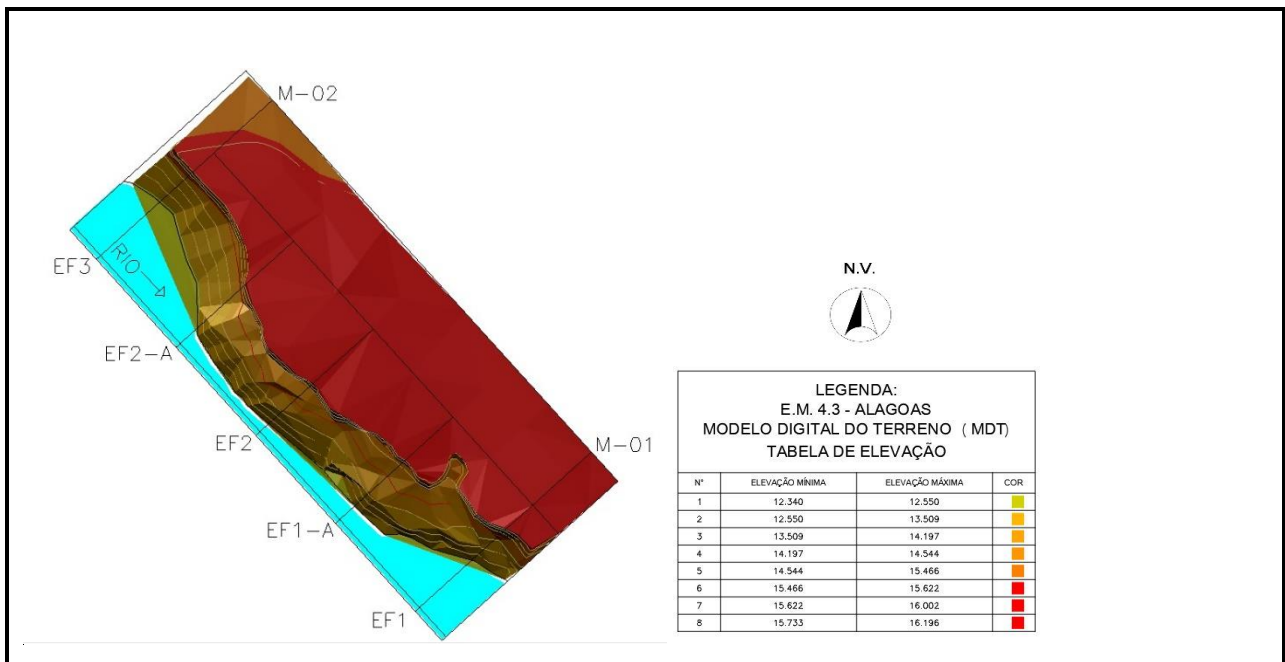 M-02
EF3
RIO
EF2-A
EF2
M-01
EF1-A
EF1
N.V.
LEGENDA:
E.M. 4.3 - ALAGOAS
MODELO DIGITAL DO TERRENO ( MDT)
TABELA DE ELEVAÇÃO
N° ELEVAÇÃO MÍNIMA ELEVAÇÃO MÁXIMA COR
1 12.340 12.550
2 12.550 13.509
3 13.509 14.197
4 14.197 14.544
5 14.544 15.466
6 15.466 15.622
7 15.622 16.002
8 15.733 16.196